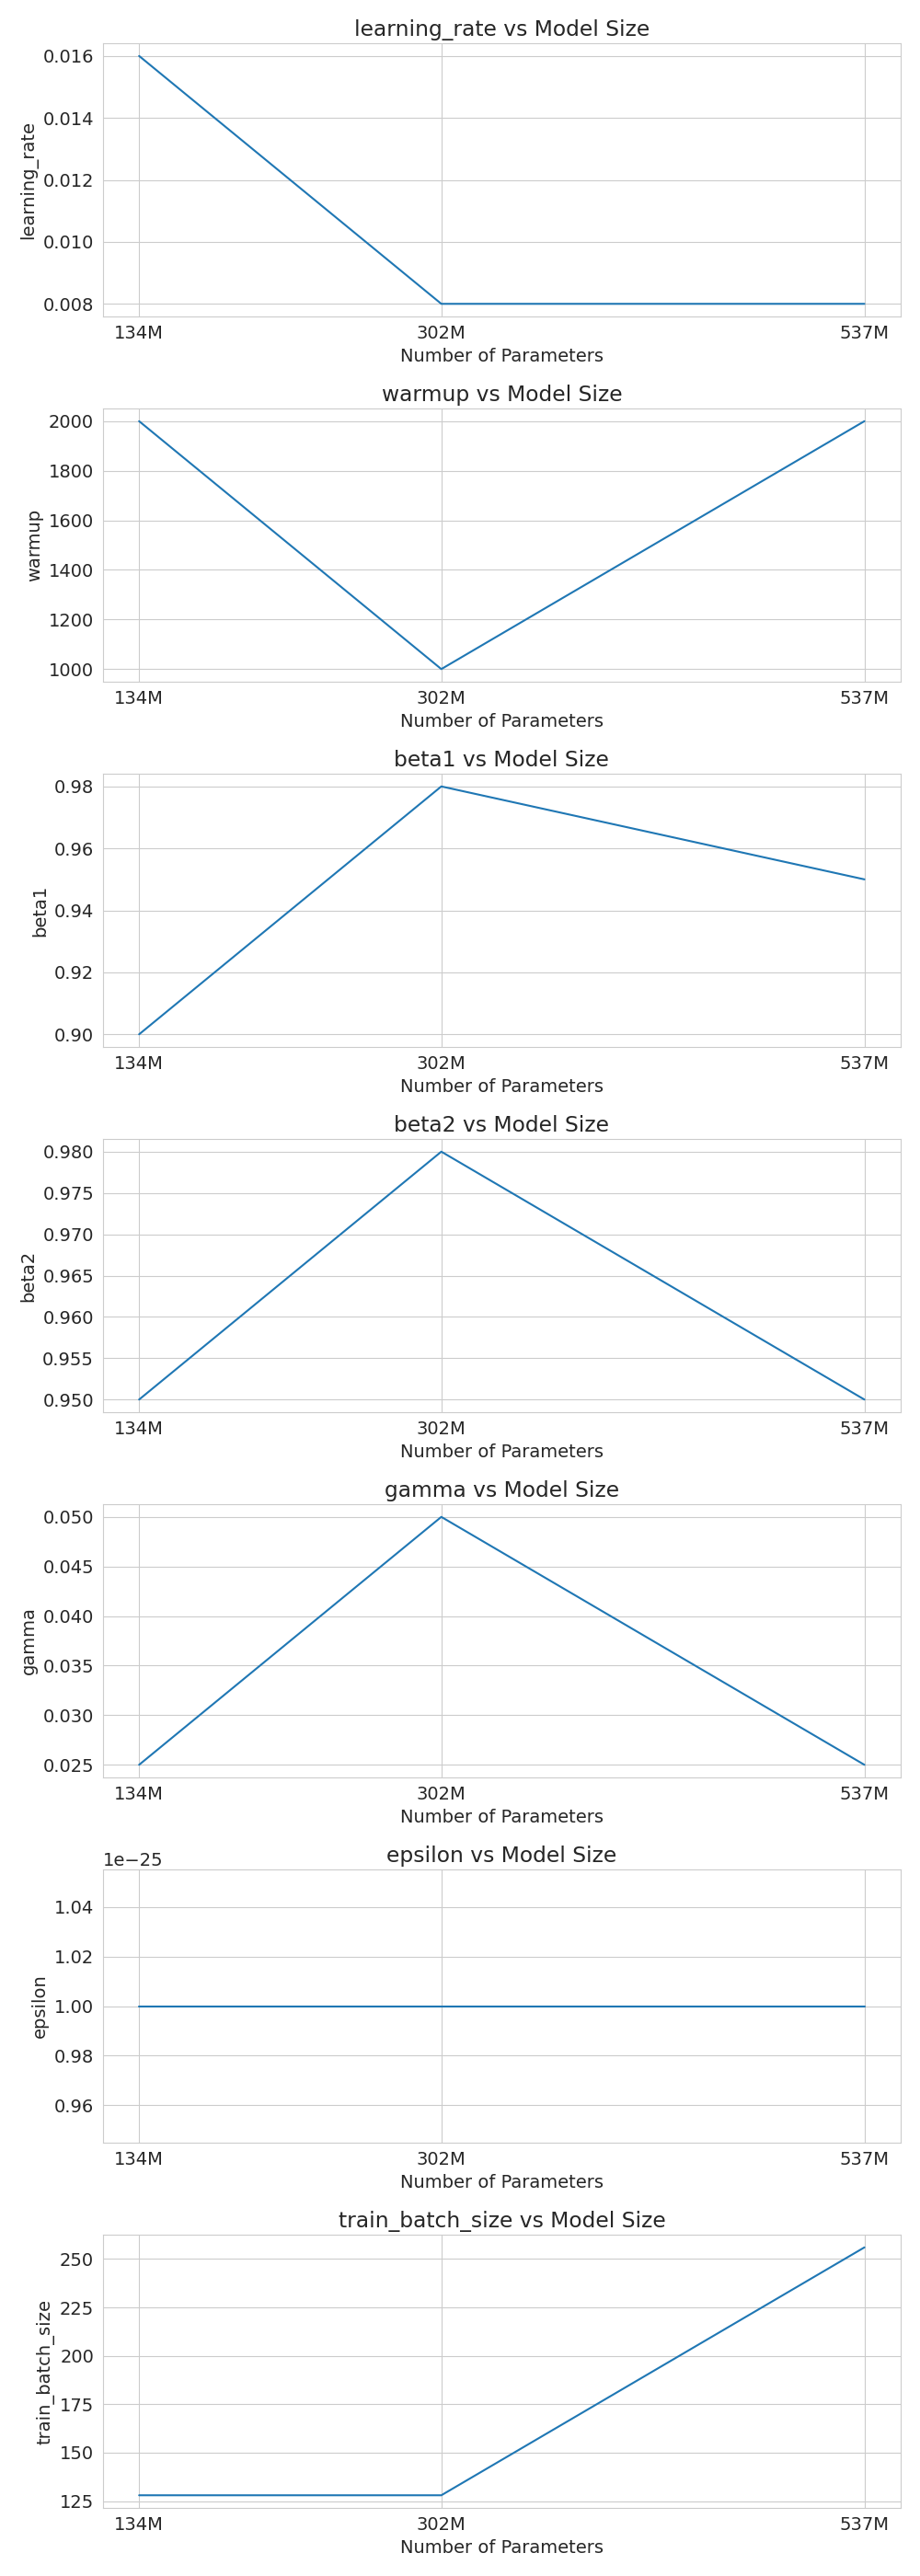 learning_rate vs Model Size
learning_rate
0.016
0.014
0.012
0.010
0.008
134M 302M 537M
Number of Parameters
warmup vs Model Size
warmup
2000
1800
1600
1400
1200
1000
134M 302M 537M
Number of Parameters
beta1 vs Model Size
beta1
0.98
0.96
0.94
0.92
0.90
134M 302M 537M
Number of Parameters
beta2 vs Model Size
beta2
0.980
0.975
0.970
0.965
0.960
0.955
0.950
134M 302M 537M
Number of Parameters
gamma vs Model Size
gamma
0.050
0.045
0.040
0.035
0.030
0.025
134M 302M 537M
Number of Parameters
epsilon vs Model Size
1e−25
epsilon
1.04
1.02
1.00
0.98
0.96
134M 302M 537M
Number of Parameters
train_batch_size vs Model Size
train_batch_size
250
225
200
175
150
125
134M 302M 537M
Number of Parameters